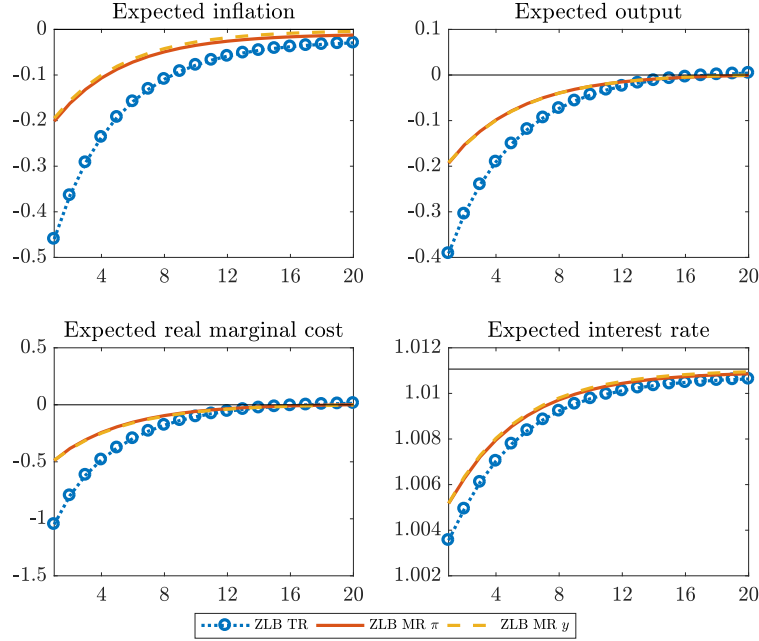 Expected inflation
0
-0.1
-0.2
-0.3
-0.4
-0.5
4 8 12 16 20
Expected output
0.1
0
-0.1
-0.2
-0.3
-0.4
4 8 12 16 20
Expected real marginal cost
0.5
0
-0.5
-1
-1.5
4 8 12 16 20
Expected interest rate
1.012
1.01
1.008
1.006
1.004
1.002
4 8 12 16 20
ZLB TR ZLB MR π ZLB MR y